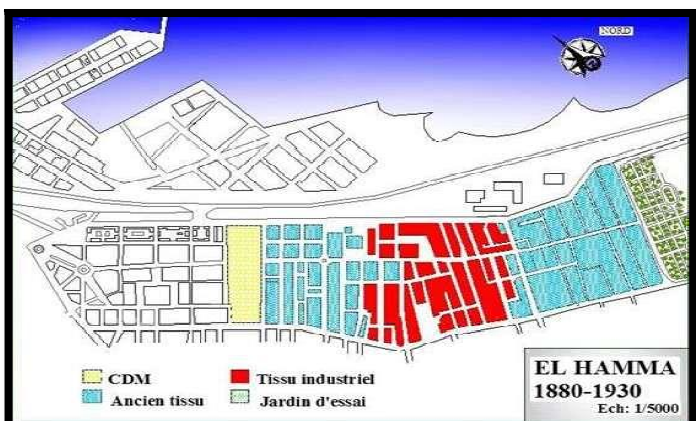 NORD
CDM
Tissu industriel
Ancien tissu
Jardin d'essai
EL HAMMA
1880-1930
Ech: 1/5000